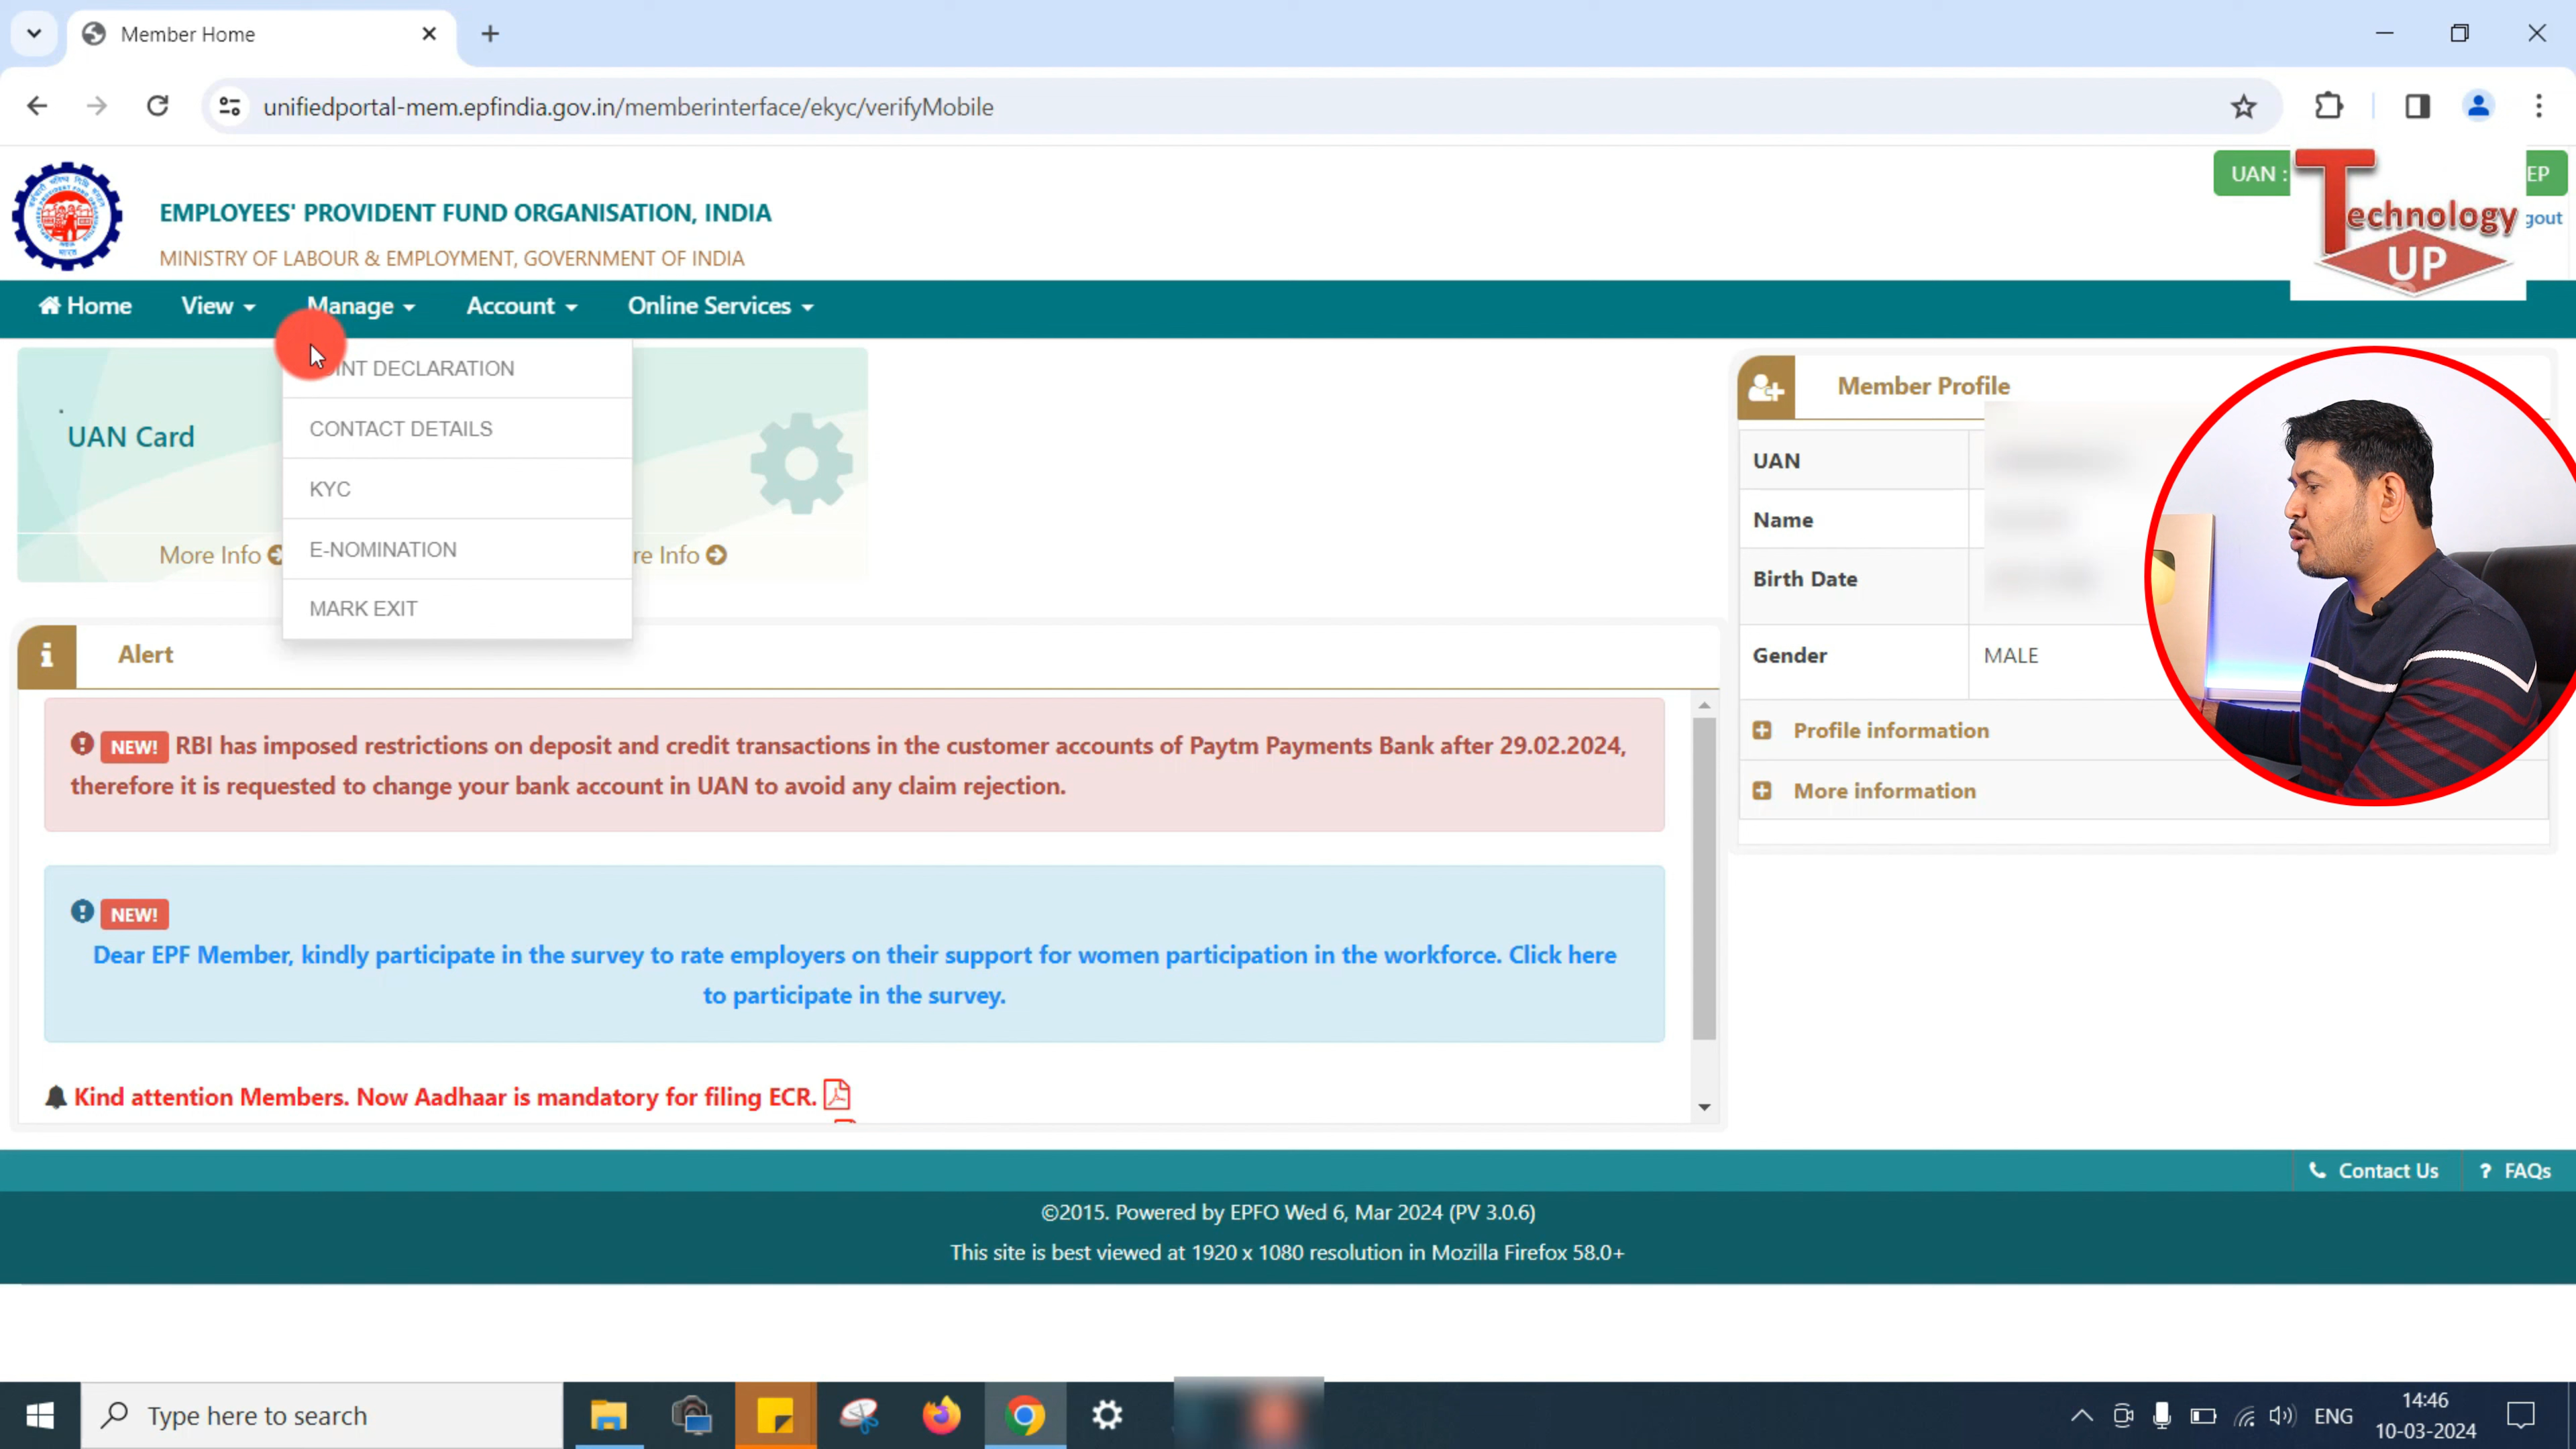 Member Home
unifiedportal-mem.epfindia.gov.in/memberinterface/ekyc/verifyMobile
EMPLOYEES' PROVIDENT FUND ORGANISATION, INDIA
MINISTRY OF LABOUR & EMPLOYMENT, GOVERNMENT OF INDIA
UAN :
EP
gout
Technology
UP
Home View Manage Account Online Services
INT DECLARATION
CONTACT DETAILS
KYC
E-NOMINATION
MARK EXIT
UAN Card
More Info
re Info
Member Profile
UAN
Name
Birth Date
Gender MALE
Profile information
More information
Alert
NEW! RBI has imposed restrictions on deposit and credit transactions in the customer accounts of Paytm Payments Bank after 29.02.2024,
therefore it is requested to change your bank account in UAN to avoid any claim rejection.
NEW!
Dear EPF Member, kindly participate in the survey to rate employers on their support for women participation in the workforce. Click here
to participate in the survey.
Kind attention Members. Now Aadhaar is mandatory for filing ECR.
Contact Us ? FAQs
©2015. Powered by EPFO Wed 6, Mar 2024 (PV 3.0.6)
This site is best viewed at 1920 x 1080 resolution in Mozilla Firefox 58.0+
Type here to search
ENG
14:46
10-03-2024